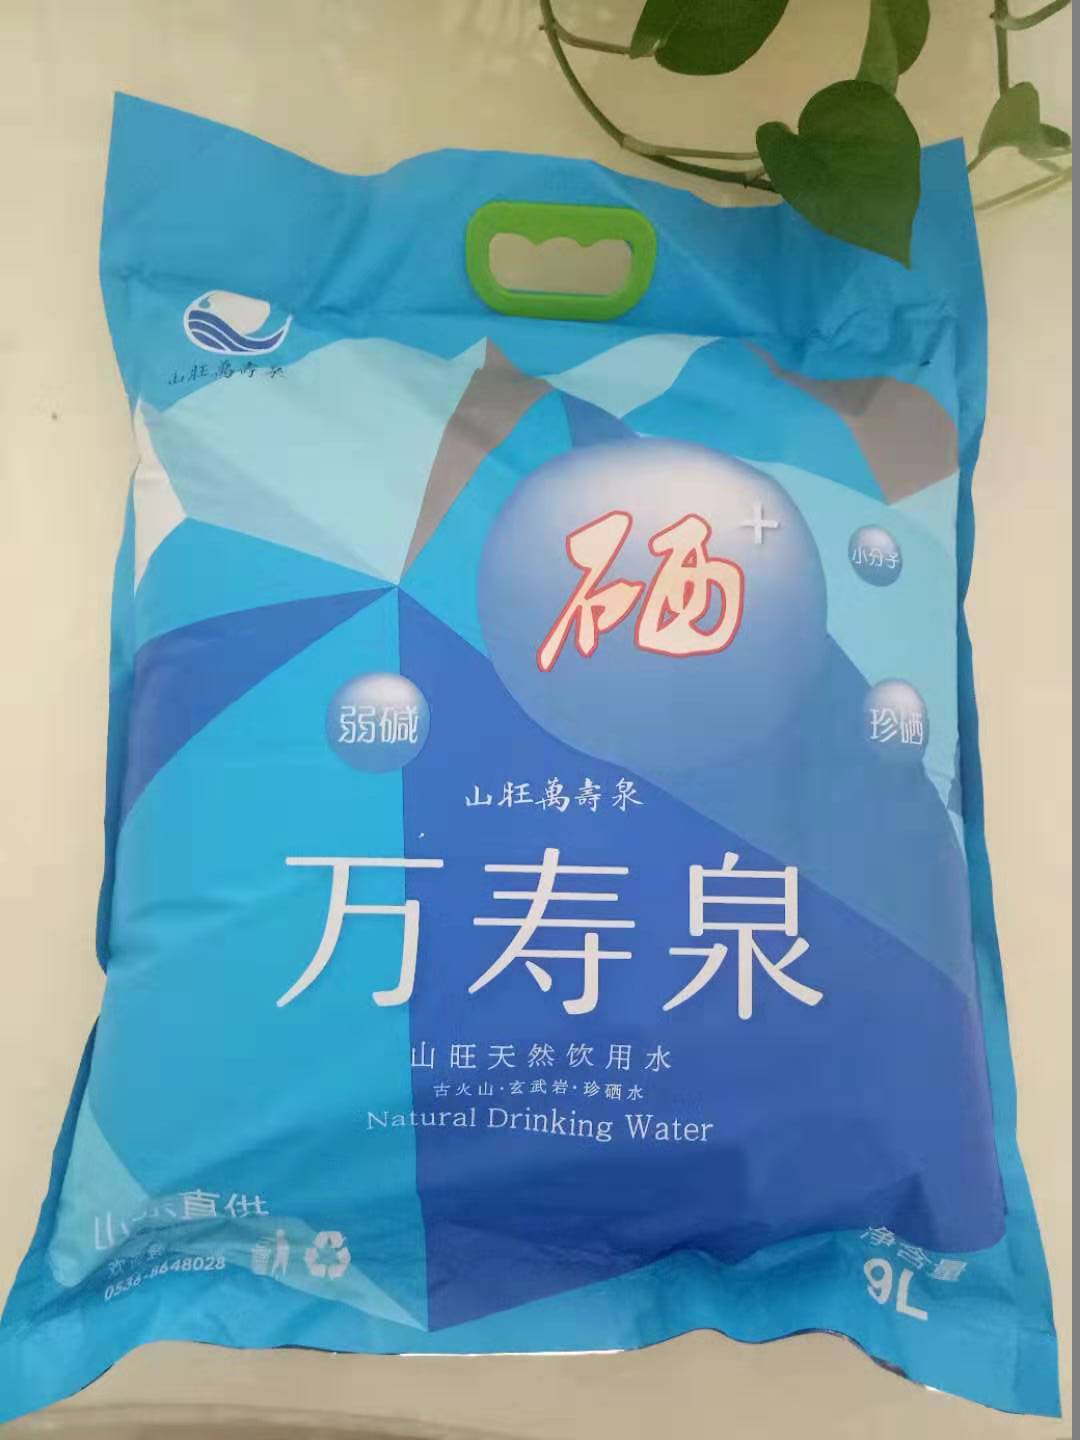 山旺萬壽泉
硒+
小分子
弱碱
珍硒
山旺萬壽泉
万寿泉
山旺天然饮用水
古火山·玄武岩·珍硒水
Natural Drinking Water
直供
0536-8648028
净含量
9L